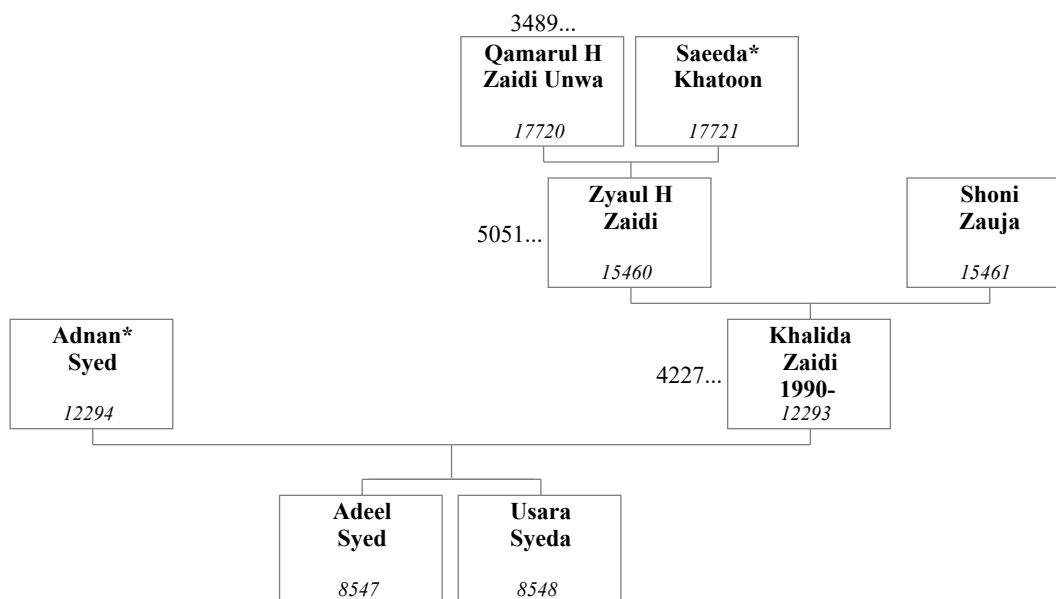 3489...
Qamarul H
Zaidi Unwa
17720
Saeeda*
Khatoon
17721
5051...
Zyaul H
Zaidi
15460
Shoni
Zauja
15461
Adnan*
Syed
12294
4227...
Khalida
Zaidi
1990-
12293
Adeel
Syed
8547
Usara
Syeda
8548